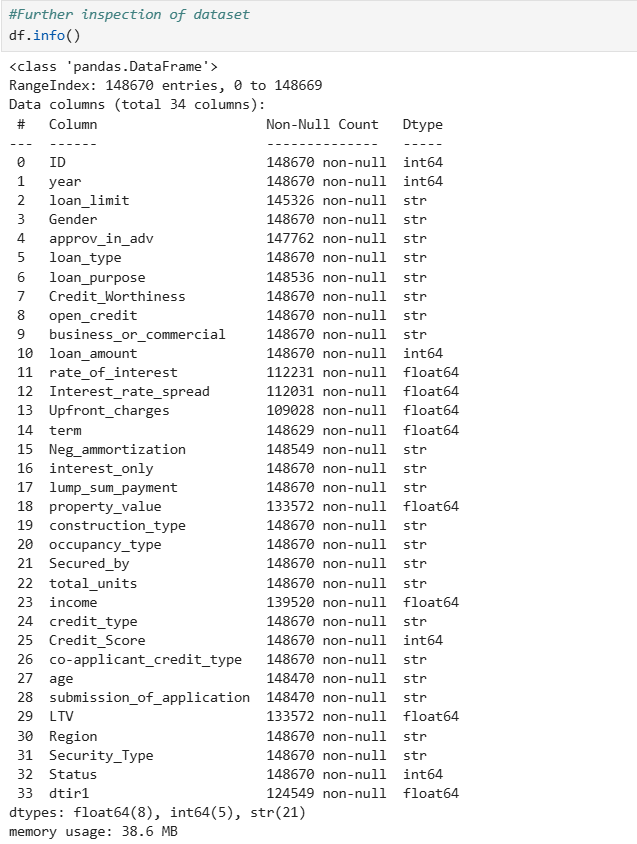 #Further inspection of dataset
df.info()
<class 'pandas.DataFrame'>
RangeIndex: 148670 entries, 0 to 148669
Data columns (total 34 columns):
 #   Column                     Non-Null Count   Dtype
---  ------                     --------------   -----
 0   ID                         148670 non-null  int64
 1   year                       148670 non-null  int64
 2   loan_limit                 145326 non-null  str
 3   Gender                     148670 non-null  str
 4   approv_in_adv              147762 non-null  str
 5   loan_type                  148670 non-null  str
 6   loan_purpose               148536 non-null  str
 7   Credit_Worthiness          148670 non-null  str
 8   open_credit                148670 non-null  str
 9   business_or_commercial     148670 non-null  str
 10  loan_amount                148670 non-null  int64
 11  rate_of_interest           112231 non-null  float64
 12  Interest_rate_spread       112031 non-null  float64
 13  Upfront_charges            109028 non-null  float64
 14  term                       148629 non-null  float64
 15  Neg_ammortization          148549 non-null  str
 16  interest_only              148670 non-null  str
 17  lump_sum_payment           148670 non-null  str
 18  property_value             133572 non-null  float64
 19  construction_type          148670 non-null  str
 20  occupancy_type             148670 non-null  str
 21  Secured_by                 148670 non-null  str
 22  total_units                148670 non-null  str
 23  income                     139520 non-null  float64
 24  credit_type                148670 non-null  str
 25  Credit_Score               148670 non-null  int64
 26  co-applicant_credit_type   148670 non-null  str
 27  age                        148470 non-null  str
 28  submission_of_application  148470 non-null  str
 29  LTV                        133572 non-null  float64
 30  Region                     148670 non-null  str
 31  Security_Type              148670 non-null  str
 32  Status                     148670 non-null  int64
 33  dtir1                      124549 non-null  float64
dtypes: float64(8), int64(5), str(21)
memory usage: 38.6 MB